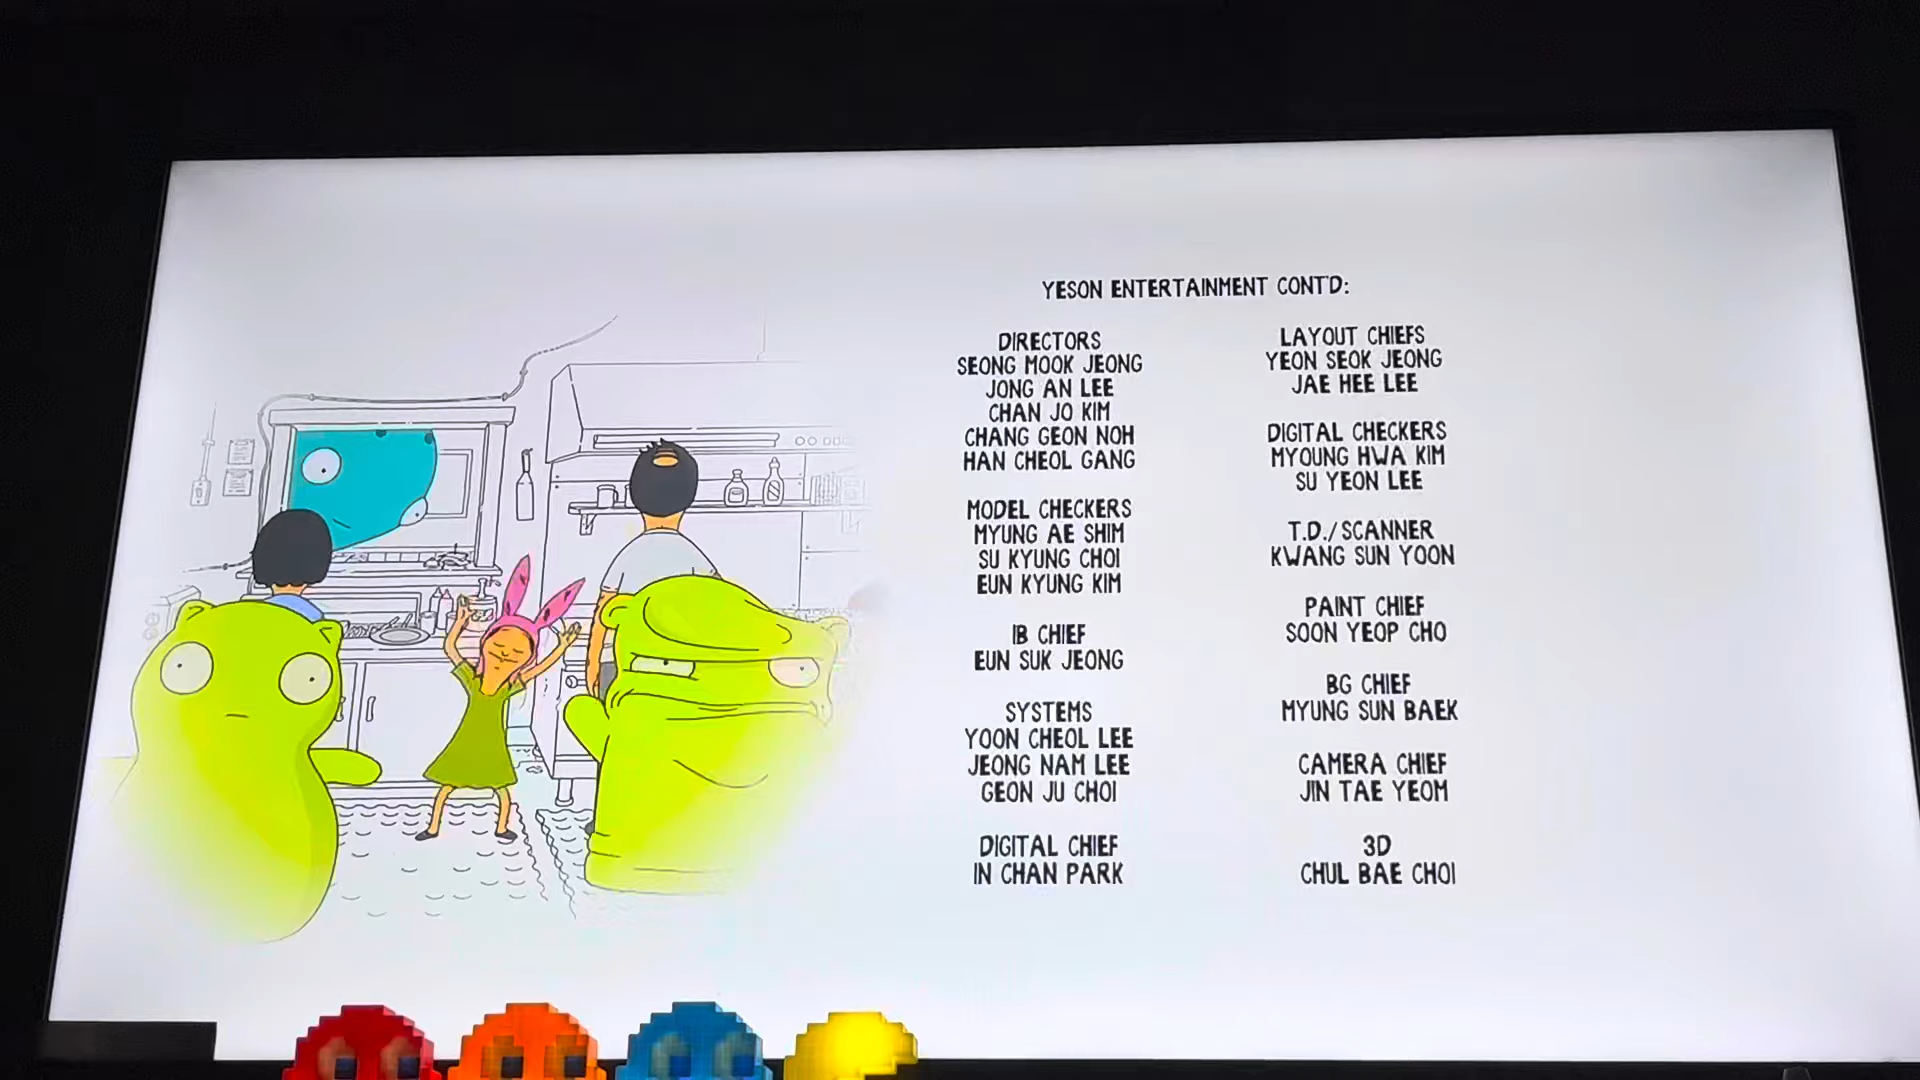 YESON ENTERTAINMENT CONT'D:
DIRECTORS
SEONG MOOK JEONG
JONG AN LEE
CHAN JO KIM
CHANG GEON NOH
HAN CHEOL GANG
MODEL CHECKERS
MYUNG AE SHIM
SU KYUNG CHOI
EUN KYUNG KIM
IB CHIEF
EUN SUK JEONG
SYSTEMS
YOON CHEOL LEE
JEONG NAM LEE
GEON JU CHOI
DIGITAL CHIEF
IN CHAN PARK
LAYOUT CHIEFS
YEON SEOK JEONG
JAE HEE LEE
DIGITAL CHECKERS
MYOUNG HWA KIM
SU YEON LEE
T.D./SCANNER
KWANG SUN YOON
PAINT CHIEF
SOON YEOP CHO
BG CHIEF
MYUNG SUN BAEK
CAMERA CHIEF
JIN TAE YEOM
3D
CHUL BAE CHOI